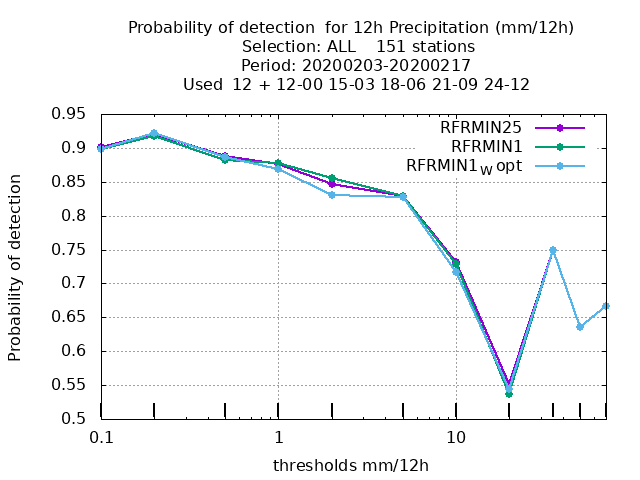 Probability of detection  for 12h Precipitation (mm/12h)
Selection: ALL    151 stations
Period: 20200203-20200217
Used  12 + 12-00 15-03 18-06 21-09 24-12
RFRMIN25
RFRMIN1
RFRMIN1W opt
Probability of detection
0.95
0.9
0.85
0.8
0.75
0.7
0.65
0.6
0.55
0.5
0.1 1 10
thresholds mm/12h